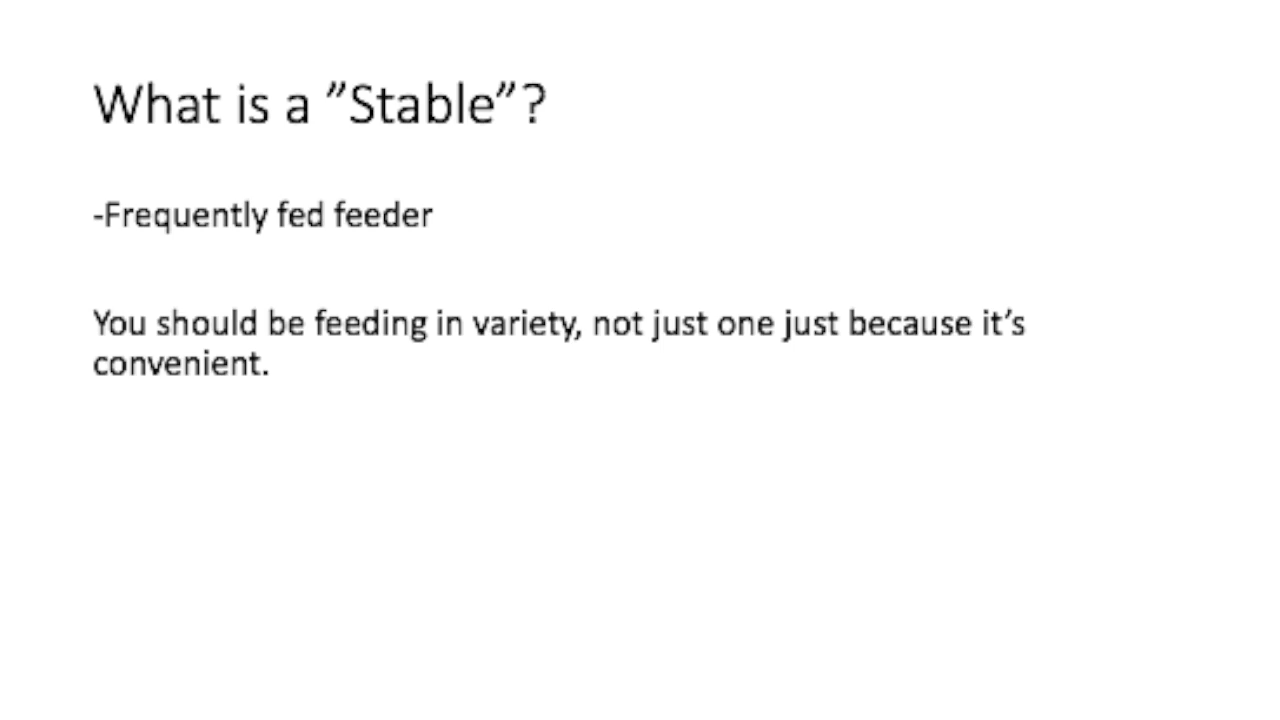 What is a ”Stable”?
-Frequently fed feeder
You should be feeding in variety, not just one just because it’s
convenient.